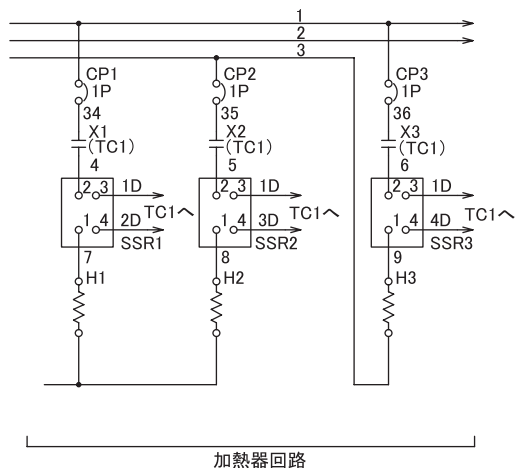 1
2
3
CP1 CP2 CP3
1P 1P 1P
34 35 36
X1 X2 X3
(TC1) (TC1) (TC1)
4 5 6
2 3 1D 2 3 1D 2 3 1D
TC1へ TC1へ TC1へ
1 4 2D 1 4 3D 1 4 4D
SSR1 SSR2 SSR3
7 8 9
H1 H2 H3
加熱器回路